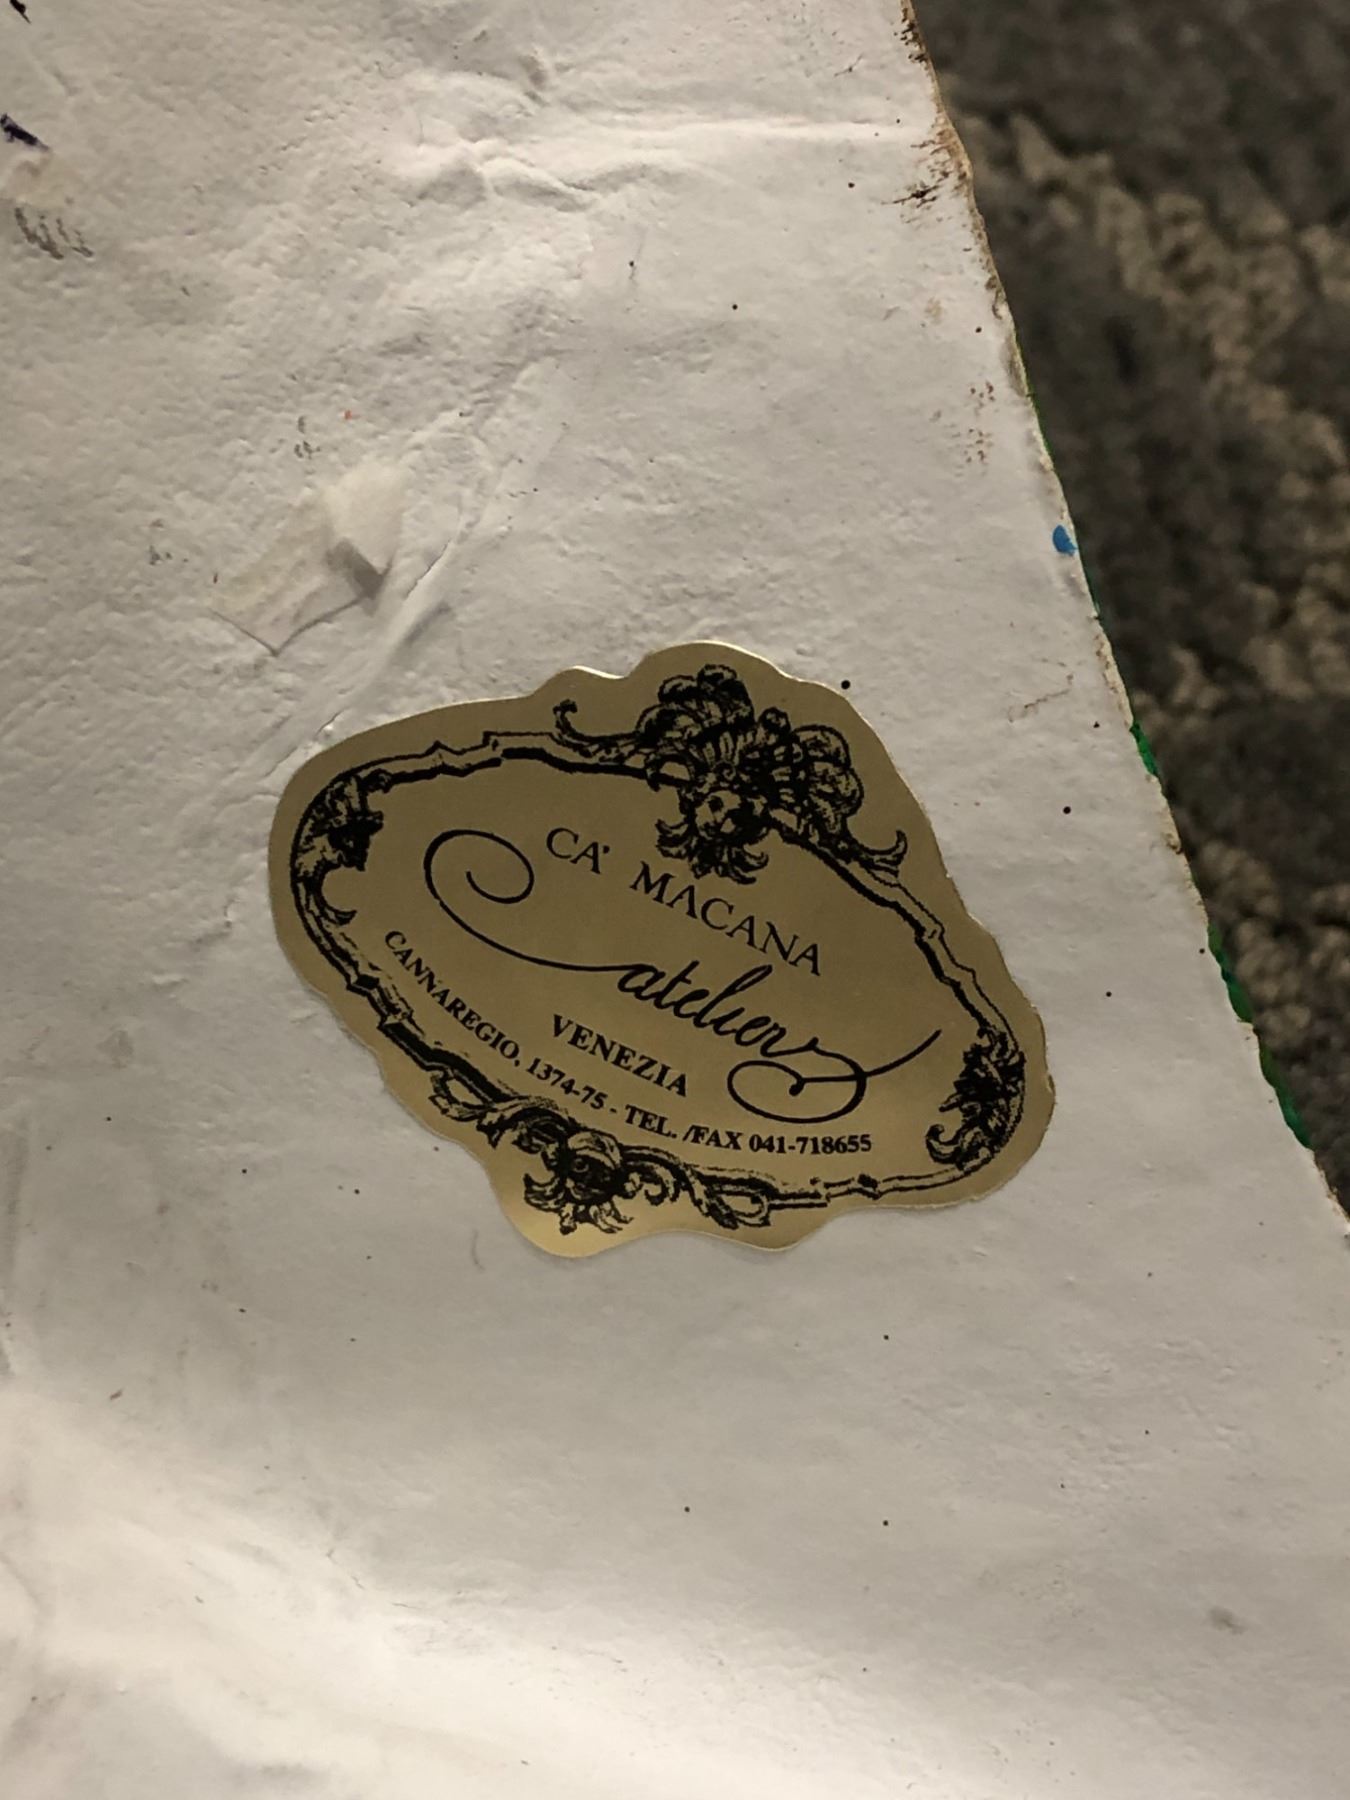 CA' MACANA
atelier
VENEZIA
CANNAREGIO, 1374-75 - TEL. /FAX 041-718655